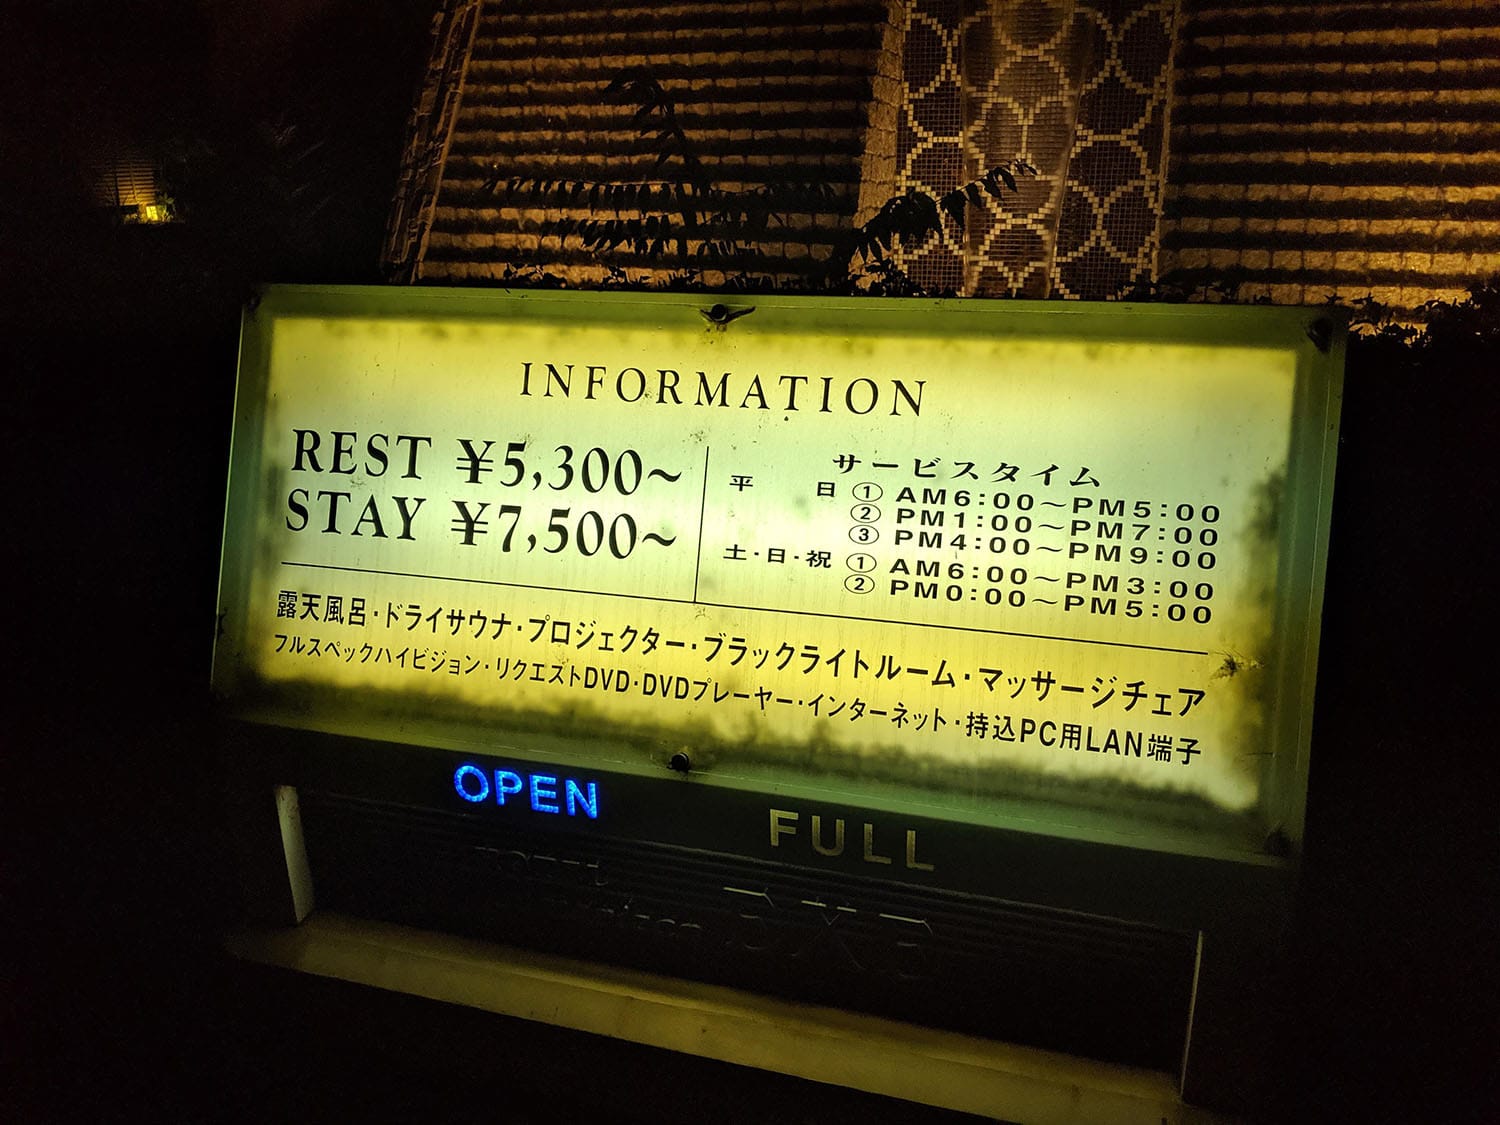 INFORMATION
REST ¥5,300～
STAY ¥7,500～
サービスタイム
平日 ① AM6:00～PM5:00
② PM1:00～PM7:00
③ PM4:00～PM9:00
土・日・祝 ① AM6:00～PM3:00
② PM0:00～PM5:00
露天風呂・ドライサウナ・プロジェクター・ブラックライトルーム・マッサージチェア
フルスペックハイビジョン・リクエストDVD・DVDプレーヤー・インターネット・持込PC用LAN端子
OPEN
FULL